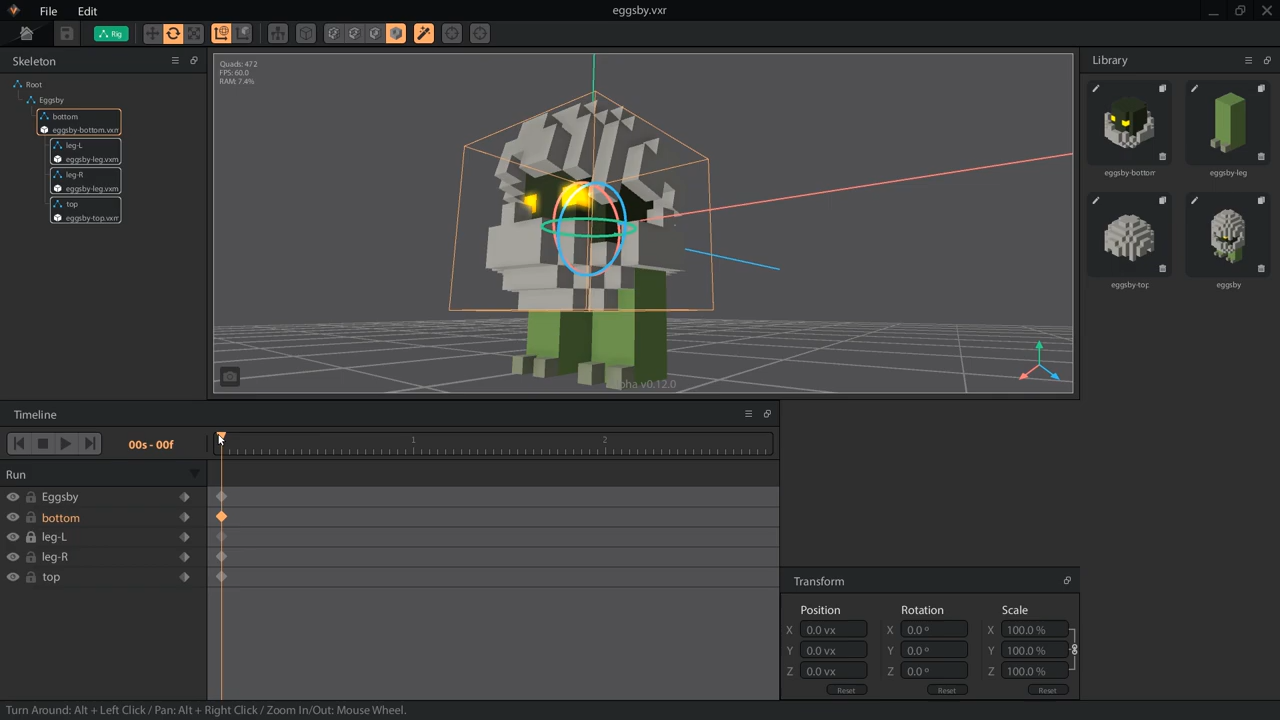 File
Edit
eggsby.vxr
Rig
Skeleton
Root
Eggsby
bottom
eggsby-bottom.vxm
leg-L
eggsby-leg.vxm
leg-R
eggsby-leg.vxm
top
eggsby-top.vxm
Quads: 472
FPS: 60.0
RAM: 7.4%
pha v0.12.0
Library
eggsby-bottom
eggsby-leg
eggsby-top
eggsby
Timeline
00s - 00f
1
2
Run
Eggsby
bottom
leg-L
leg-R
top
Transform
Position
Rotation
Scale
X 0.0 vx
X 0.0 º
X 100.0 %
Y 0.0 vx
Y 0.0 º
Y 100.0 %
Z 0.0 vx
Z 0.0 º
Z 100.0 %
Reset
Reset
Reset
Turn Around: Alt + Left Click / Pan: Alt + Right Click / Zoom In/Out: Mouse Wheel.